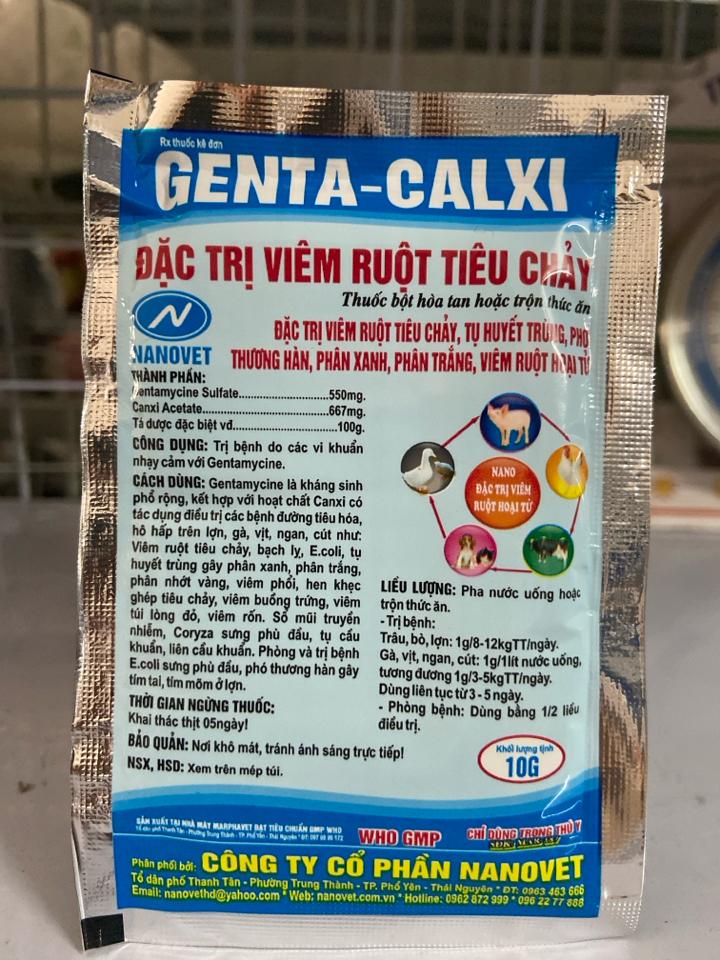 Rx thuốc kê đơn
GENTA-CALXI
ĐẶC TRỊ VIÊM RUỘT TIÊU CHẢY
Thuốc bột hòa tan hoặc trộn thức ăn
NANOVET
ĐẶC TRỊ VIÊM RUỘT TIÊU CHẢY, TỤ HUYẾT TRÙNG, PHÓ
THƯƠNG HÀN, PHÂN XANH, PHÂN TRẮNG, VIÊM RUỘT HOẠI TỬ
THÀNH PHẦN:
Gentamycine Sulfate..............................550mg.
Canxi Acetate..........................................667mg.
Tá dược đặc biệt vđ...................................100g.
CÔNG DỤNG: Trị bệnh do các vi khuẩn
nhạy cảm với Gentamycine.
CÁCH DÙNG: Gentamycine là kháng sinh
phổ rộng, kết hợp với hoạt chất Canxi có
tác dụng điều trị các bệnh đường tiêu hóa,
hô hấp trên lợn, gà, vịt, ngan, cút như:
Viêm ruột tiêu chảy, bạch lỵ, E.coli, tụ
huyết trùng gây phân xanh, phân trắng,
phân nhớt vàng, viêm phổi, hen khẹc
ghép tiêu chảy, viêm buồng trứng, viêm
túi lòng đỏ, viêm rốn. Sổ mũi truyền
nhiễm, Coryza sưng phù đầu, tụ cầu
khuẩn, liên cầu khuẩn. Phòng và trị bệnh
E.coli sưng phù đầu, phó thương hàn gây
tím tai, tím mõm ở lợn.
THỜI GIAN NGỪNG THUỐC:
Khai thác thịt 05ngày!
BẢO QUẢN: Nơi khô mát, tránh ánh sáng trực tiếp!
NSX, HSD: Xem trên mép túi.
NANO
ĐẶC TRỊ VIÊM
RUỘT HOẠI TỬ
LIỀU LƯỢNG: Pha nước uống hoặc
trộn thức ăn.
- Trị bệnh:
Trâu, bò, lợn: 1g/8-12kgTT/ngày.
Gà, vịt, ngan, cút: 1g/1lít nước uống,
tương đương 1g/3-5kgTT/ngày.
Dùng liên tục từ 3 - 5 ngày.
- Phòng bệnh: Dùng bằng 1/2 liều
điều trị.
Khối lượng tịnh
10G
SẢN XUẤT TẠI NHÀ MÁY MARPHAVET ĐẠT TIÊU CHUẨN GMP WHO
WHO GMP
CHỈ DÙNG TRONG THÚ Y
Phân phối bởi: CÔNG TY CỔ PHẦN NANOVET
Tổ dân phố Thanh Tân - Phường Trung Thành - TP. Phổ Yên - Thái Nguyên * ĐT: 0963 463 666
Email: nanovethd@yahoo.com * Web: nanovet.com.vn * Hotline: 0962 872 999 * 096 22 77 888